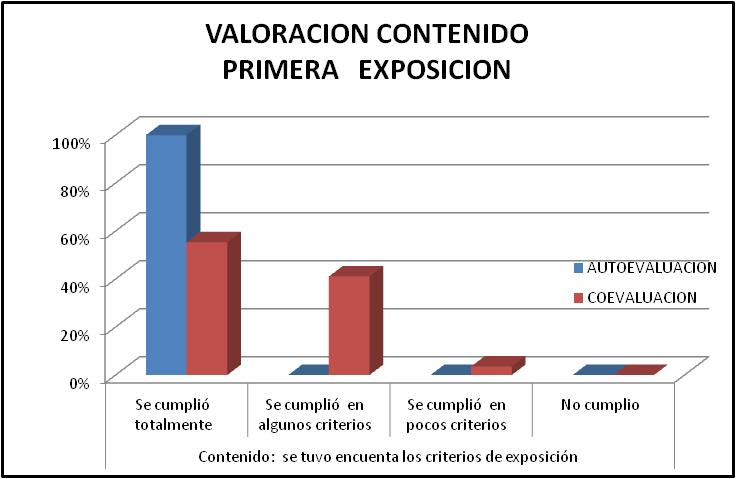 VALORACION CONTENIDO
PRIMERA EXPOSICION
100%
80%
60%
40%
20%
0%
AUTOEVALUACION
COEVALUACION
Se cumplió
totalmente
Se cumplió en
algunos criterios
Se cumplió en
pocos criterios
No cumplio
Contenido: se tuvo encuenta los criterios de exposición